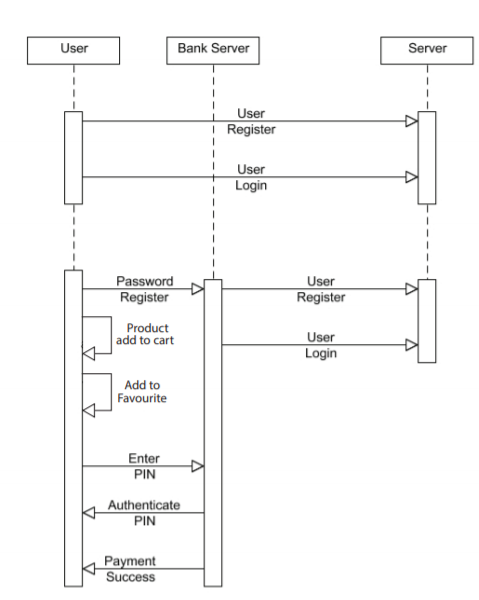 User
Bank Server
Server
User
Register
User
Login
Password
Register
User
Register
Product
add to cart
User
Login
Add to
Favourite
Enter
PIN
Authenticate
PIN
Payment
Success